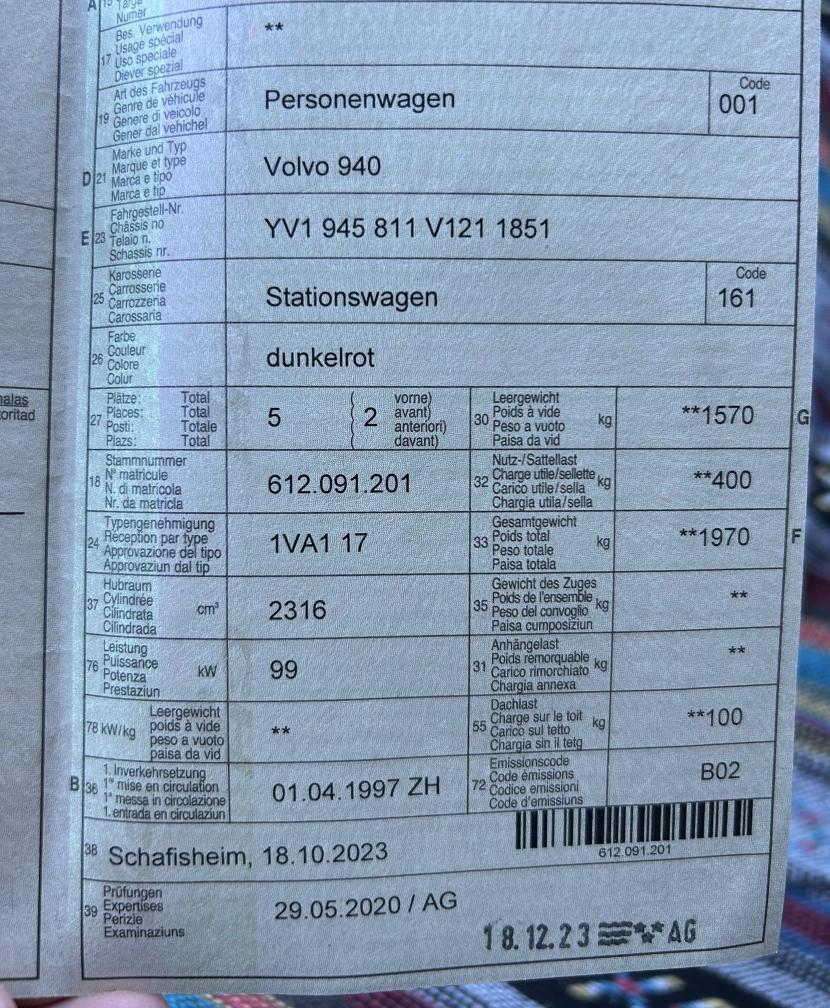 A 15 Targa
Numer
17 Bes. Verwendung
Usage spécial
Uso speciale
Diever spezial
**
19 Art des Fahrzeugs
Genre de véhicule
Genere di veicolo
Gener dal vehichel
Personenwagen
Code
001
D 21 Marke und Typ
Marque et type
Marca e tipo
Marca e tip
Volvo 940
E 23 Fahrgestell-Nr.
Châssis no
Telaio n.
Schassis nr.
YV1 945 811 V121 1851
25 Karosserie
Carrosserie
Carrozzeria
Carossaria
Stationswagen
Code
161
26 Farbe
Couleur
Colore
Colur
dunkelrot
27 Plätze: Total
Places: Total
Posti: Totale
Plazs: Total
5
2
vorne)
avant)
anteriori)
davant)
30 Leergewicht
Poids à vide
Peso a vuoto
Paisa da vid
kg
**1570
G
18 Stammnummer
N° matricule
N. di matricola
Nr. da matricla
612.091.201
32 Nutz-/Sattellast
Charge utile/sellette
Carico utile/sella
Chargia utila/sella
kg
**400
24 Typengenehmigung
Réception par type
Approvazione del tipo
Approvaziun dal tip
1VA1 17
33 Gesamtgewicht
Poids total
Peso totale
Paisa totala
kg
**1970
F
37 Hubraum
Cylindrée
Cilindrata
Cilindrada
cm³
2316
35 Gewicht des Zuges
Poids de l'ensemble
Peso del convoglio
Paisa cumposiziun
kg
**
76 Leistung
Puissance
Potenza
Prestaziun
kW
99
31 Anhängelast
Poids remorquable
Carico rimorchiato
Chargia annexa
kg
**
78 kW/kg
Leergewicht
poids à vide
peso a vuoto
paisa da vid
**
55 Dachlast
Charge sur le toit
Carico sul tetto
Chargia sin il tetg
kg
**100
B 36 1. Inverkehrsetzung
1re mise en circulation
1a messa in circolazione
1. entrada en circulaziun
01.04.1997 ZH
72 Emissionscode
Code émissions
Codice emissioni
Code d'emissiuns
B02
38 Schafisheim, 18.10.2023
612.091.201
39 Prüfungen
Expertises
Perizie
Examinaziuns
29.05.2020 / AG
18.12.23 AG
nalas
oritad